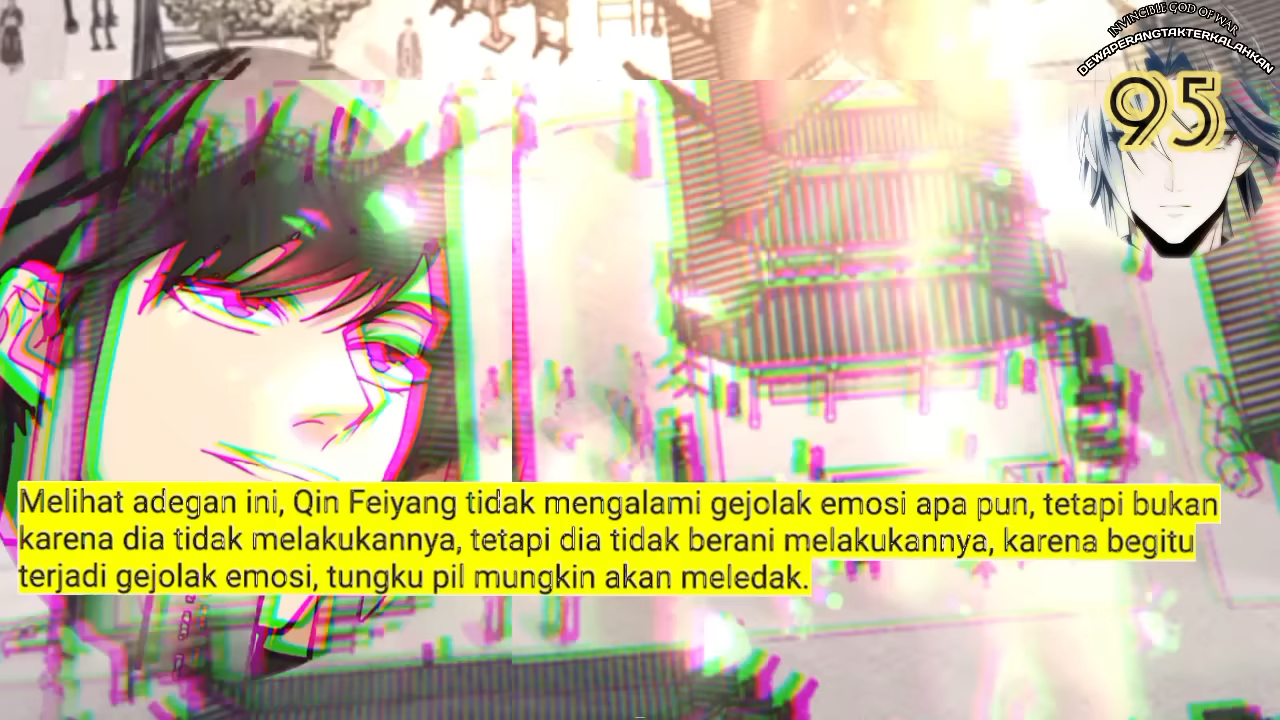 INVINCIBLE GOD OF WAR
DEWAPERANGTAKTERKALAHKAN
95
Melihat adegan ini, Qin Feiyang tidak mengalami gejolak emosi apa pun, tetapi bukan
karena dia tidak melakukannya, tetapi dia tidak berani melakukannya, karena begitu
terjadi gejolak emosi, tungku pil mungkin akan meledak.